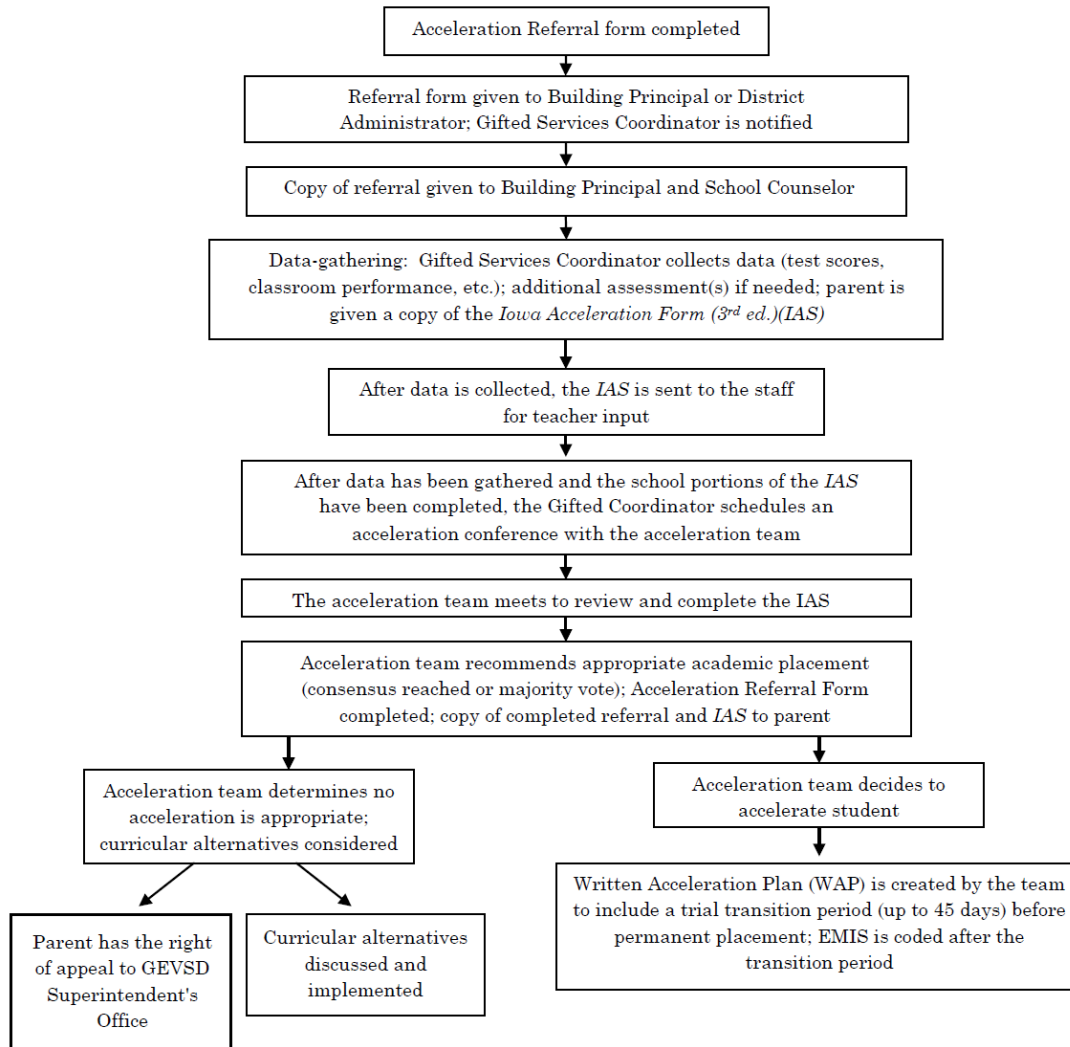 Acceleration Referral form completed
Referral form given to Building Principal or District
Administrator; Gifted Services Coordinator is notified
Copy of referral given to Building Principal and School Counselor
Data-gathering:  Gifted Services Coordinator collects data (test scores,
classroom performance, etc.); additional assessment(s) if needed; parent is
given a copy of the Iowa Acceleration Form (3rd ed.)(IAS)
After data is collected, the IAS is sent to the staff
for teacher input
After data has been gathered and the school portions of the IAS
have been completed, the Gifted Coordinator schedules an
acceleration conference with the acceleration team
The acceleration team meets to review and complete the IAS
Acceleration team recommends appropriate academic placement
(consensus reached or majority vote); Acceleration Referral Form
completed; copy of completed referral and IAS to parent
Acceleration team determines no
acceleration is appropriate;
curricular alternatives considered
Acceleration team decides to
accelerate student
Parent has the right
of appeal to GEVSD
Superintendent's
Office
Curricular alternatives
discussed and
implemented
Written Acceleration Plan (WAP) is created by the team
to include a trial transition period (up to 45 days) before
permanent placement; EMIS is coded after the
transition period